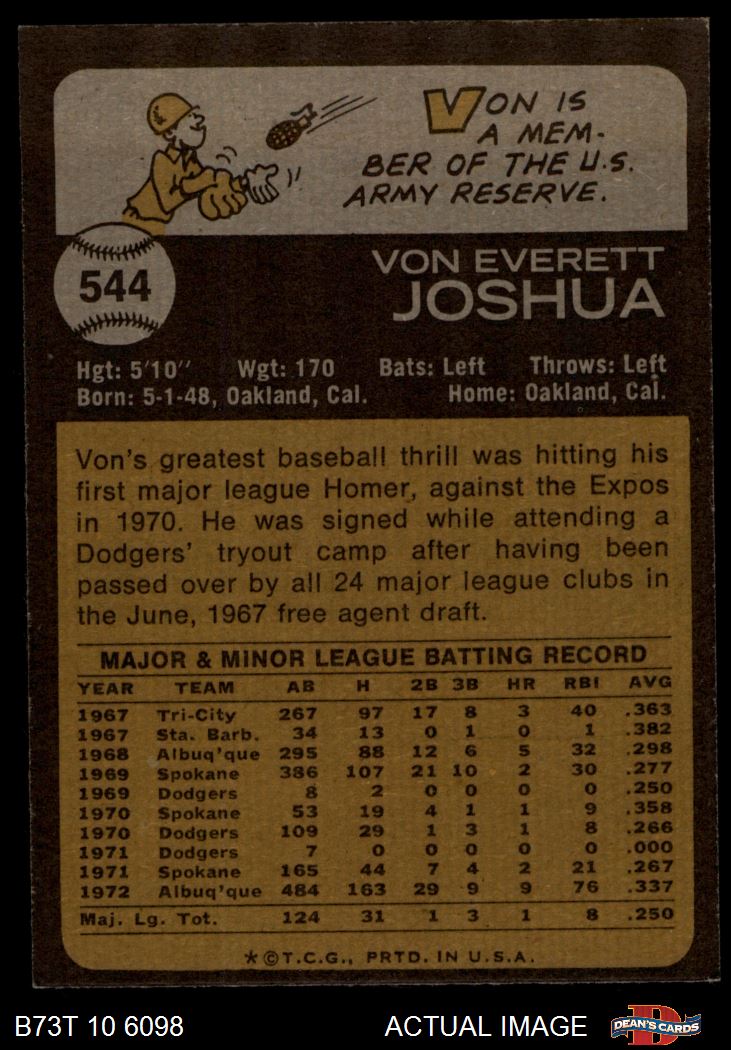 VON IS
A MEM-
BER OF THE U.S.
ARMY RESERVE.
544
VON EVERETT
JOSHUA
Hgt: 5'10" Wgt: 170 Bats: Left Throws: Left
Born: 5-1-48, Oakland, Cal. Home: Oakland, Cal.
Von's greatest baseball thrill was hitting his
first major league Homer, against the Expos
in 1970. He was signed while attending a
Dodgers' tryout camp after having been
passed over by all 24 major league clubs in
the June, 1967 free agent draft.
MAJOR & MINOR LEAGUE BATTING RECORD
YEAR TEAM AB H 2B 3B HR RBI AVG
1967 Tri-City 267 97 17 8 3 40 .363
1967 Sta. Barb. 34 13 0 1 0 1 .382
1968 Albuq'que 295 88 12 6 5 32 .298
1969 Spokane 386 107 21 10 2 30 .277
1969 Dodgers 8 2 0 0 0 0 .250
1970 Spokane 53 19 4 1 1 9 .358
1970 Dodgers 109 29 1 3 1 8 .266
1971 Dodgers 7 0 0 0 0 0 .000
1971 Spokane 165 44 7 4 2 21 .267
1972 Albuq'que 484 163 29 9 9 76 .337
Maj. Lg. Tot. 124 31 1 3 1 8 .250
*©T.C.G., PRTD. IN U.S.A.
B73T 10 6098 ACTUAL IMAGE D DEAN'S CARDS